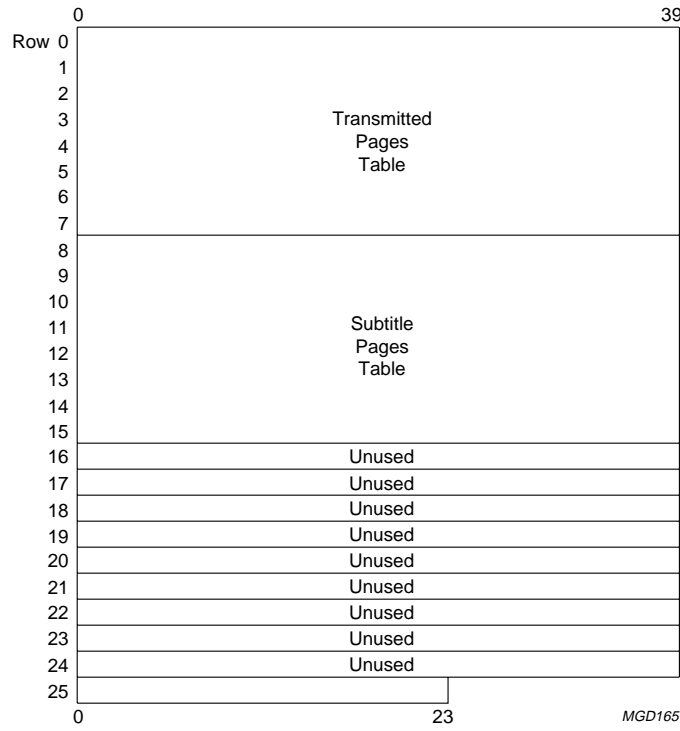 0 39
Row 0
1
2
3 Transmitted
4 Pages
5 Table
6
7
8
9
10
11 Subtitle
12 Pages
13 Table
14
15
16 Unused
17 Unused
18 Unused
19 Unused
20 Unused
21 Unused
22 Unused
23 Unused
24 Unused
25
0 23 MGD165